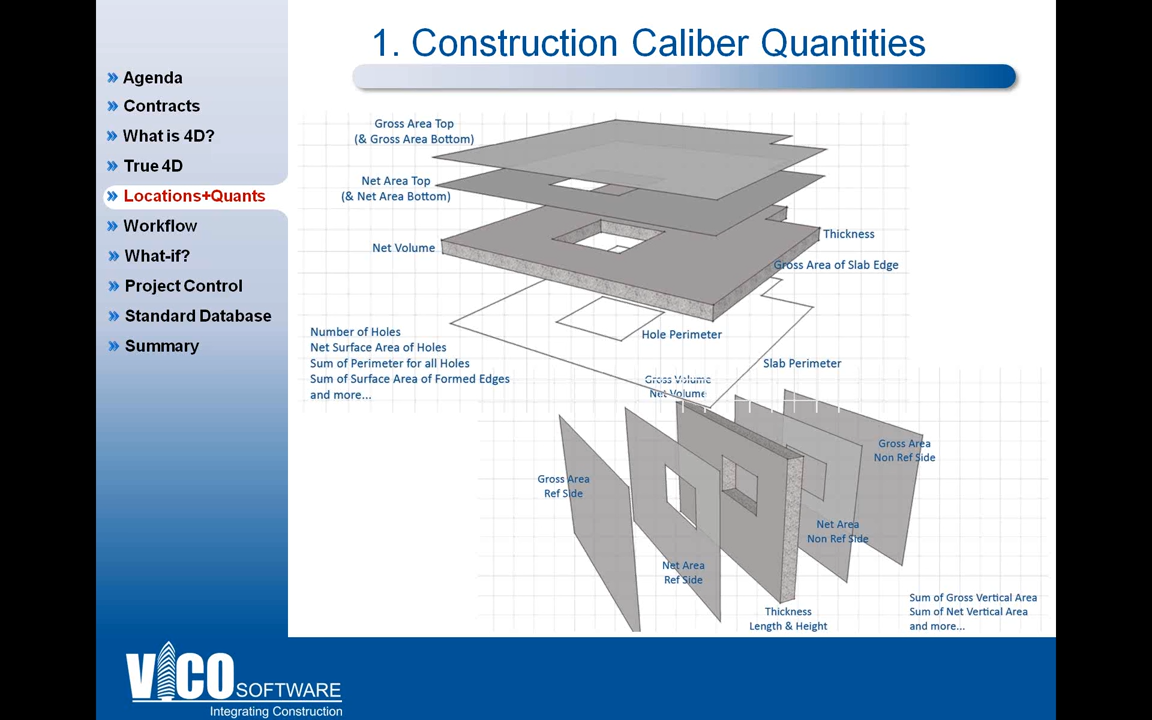 1. Construction Caliber Quantities
Agenda
Contracts
What is 4D?
True 4D
Locations+Quants
Workflow
What-if?
Project Control
Standard Database
Summary
Gross Area Top
(& Gross Area Bottom)
Net Area Top
(& Net Area Bottom)
Net Volume
Thickness
Gross Area of Slab Edge
Number of Holes
Net Surface Area of Holes
Sum of Perimeter for all Holes
Sum of Surface Area of Formed Edges
and more...
Hole Perimeter
Slab Perimeter
Gross Volume
Net Volume
Gross Area
Ref Side
Net Area
Ref Side
Gross Area
Non Ref Side
Net Area
Non Ref Side
Thickness
Length & Height
Sum of Gross Vertical Area
Sum of Net Vertical Area
and more...
VICO SOFTWARE
Integrating Construction